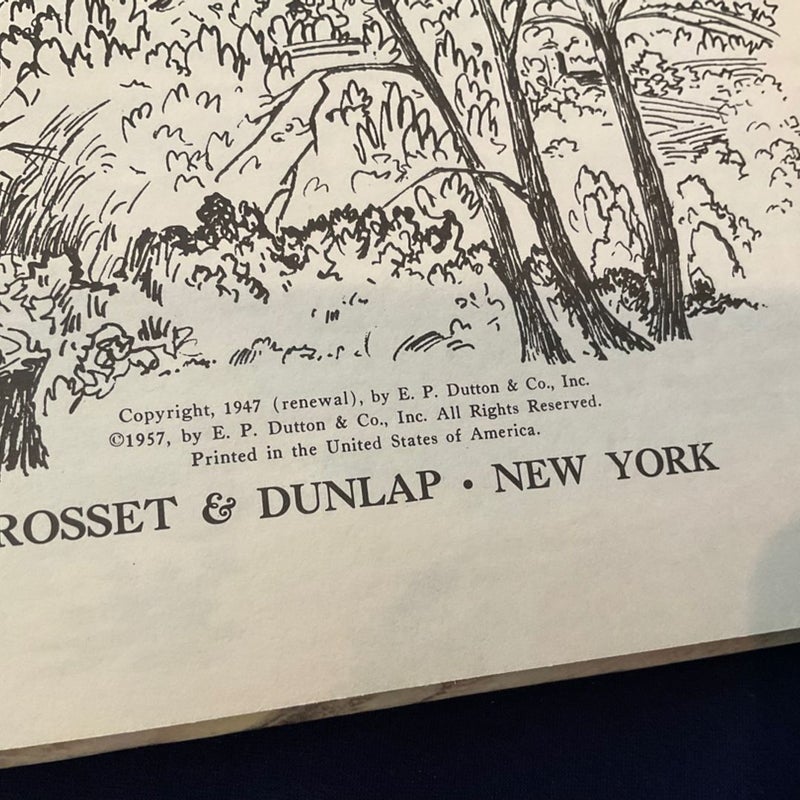 Copyright, 1947 (renewal), by E. P. Dutton & Co., Inc.
©1957, by E. P. Dutton & Co., Inc. All Rights Reserved.
Printed in the United States of America.
ROSSET & DUNLAP • NEW YORK